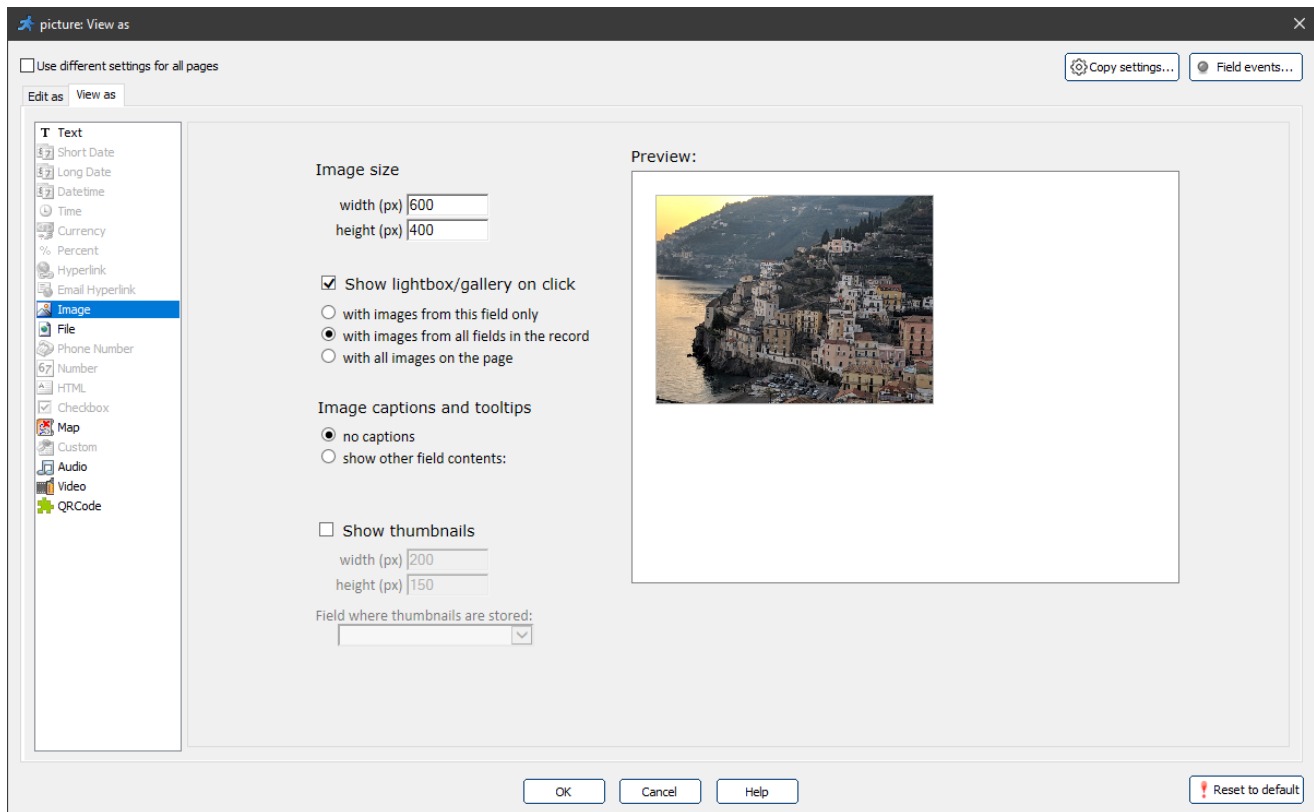 picture: View as
Use different settings for all pages
Copy settings...
Field events...
Edit as
View as
T Text
Short Date
Long Date
Datetime
Time
Currency
% Percent
Hyperlink
Email Hyperlink
Image
File
Phone Number
67 Number
HTML
Checkbox
Map
Custom
Audio
Video
QRCode
Image size
width (px) 600
height (px) 400
Show lightbox/gallery on click
with images from this field only
with images from all fields in the record
with all images on the page
Image captions and tooltips
no captions
show other field contents:
Show thumbnails
width (px) 200
height (px) 150
Field where thumbnails are stored:
Preview:
OK
Cancel
Help
Reset to default